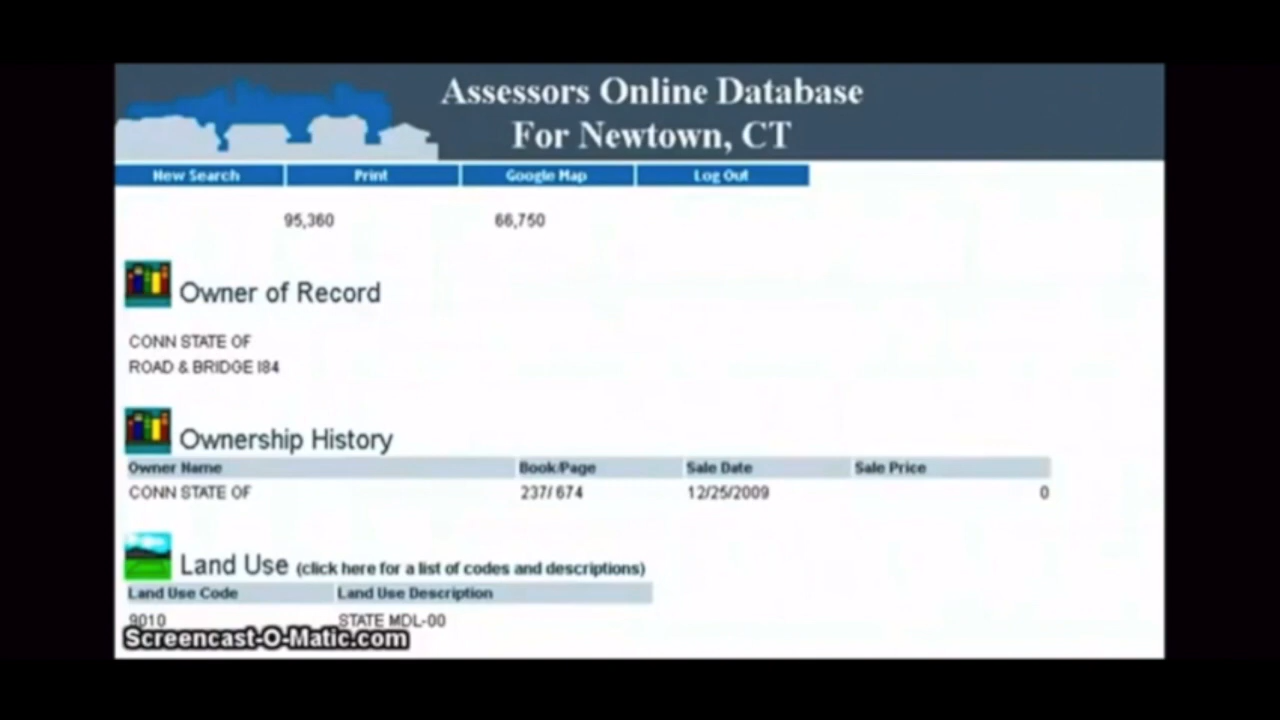 Assessors Online Database
For Newtown, CT
New Search Print Google Map Log Out
95,360 66,750
Owner of Record
CONN STATE OF
ROAD & BRIDGE I84
Ownership History
Owner Name Book/Page Sale Date Sale Price
CONN STATE OF 237/ 674 12/25/2009 0
Land Use (click here for a list of codes and descriptions)
Land Use Code Land Use Description
9010 STATE MDL-00
Screencast-O-Matic.com